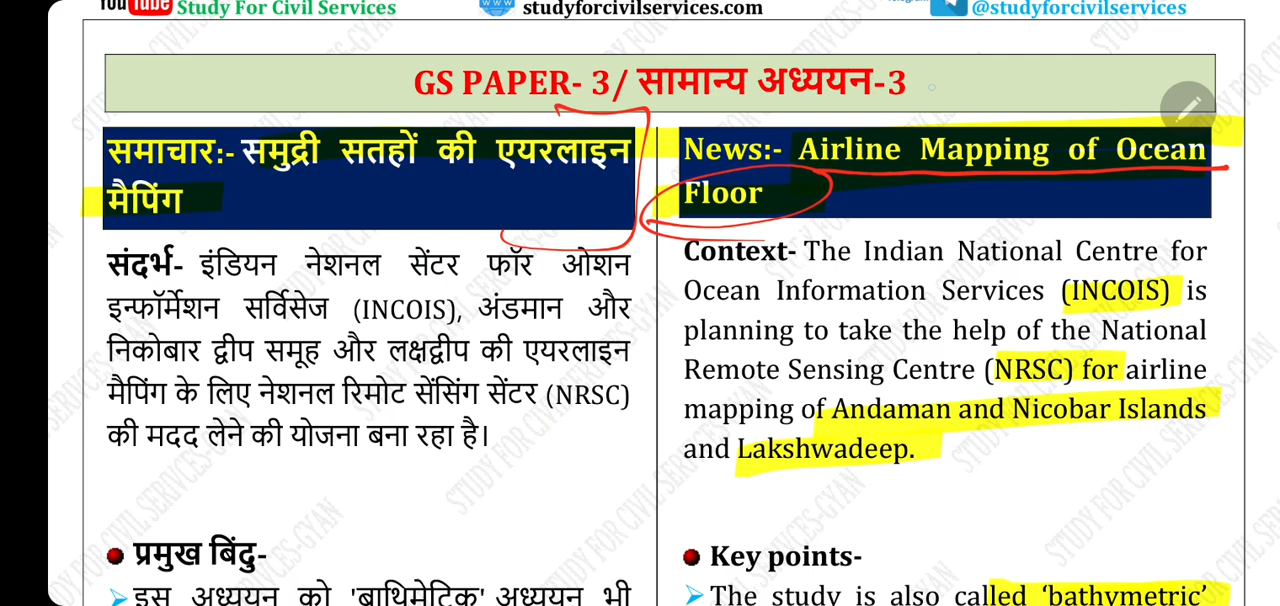 YouTube Study For Civil Services
www studyforcivilservices.com
Telegram @studyforcivilservices
GS PAPER- 3/ सामान्य अध्ययन-3
समाचार:- समुद्री सतहों की एयरलाइन
मैपिंग
संदर्भ- इंडियन नेशनल सेंटर फॉर ओशन
इन्फॉर्मेशन सर्विसेज (INCOIS), अंडमान और
निकोबार द्वीप समूह और लक्षद्वीप की एयरलाइन
मैपिंग के लिए नेशनल रिमोट सेंसिंग सेंटर (NRSC)
की मदद लेने की योजना बना रहा है।
प्रमुख बिंदु-
इस अध्ययन को 'बाथिमेटिक' अध्ययन भी
News:- Airline Mapping of Ocean
Floor
Context- The Indian National Centre for
Ocean Information Services (INCOIS) is
planning to take the help of the National
Remote Sensing Centre (NRSC) for airline
mapping of Andaman and Nicobar Islands
and Lakshwadeep.
Key points-
The study is also called ‘bathymetric’